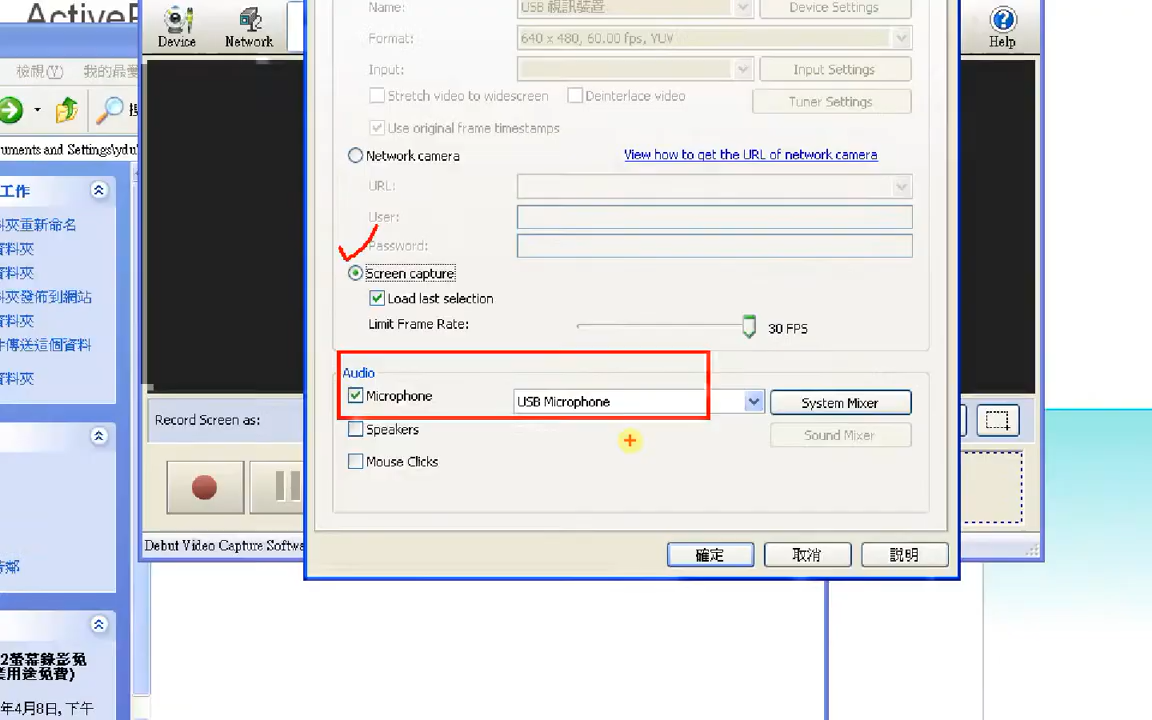 ActiveP
Name: USB 視訊裝置 Device Settings
Device Network Help
Format: 640 x 480, 60.00 fps, YUV
檢視(V) 我的最愛
Input: Input Settings
Stretch video to widescreen Deinterlace video Tuner Settings
Use original frame timestamps
uments and Settings\ydu
Network camera View how to get the URL of network camera
URL:
工作
User:
料夾重新命名
資料夾
Password:
資料夾
Screen capture
料夾發佈到網站
Load last selection
資料夾
Limit Frame Rate: 30 FPS
件傳送這個資料
資料夾
Audio
Microphone USB Microphone System Mixer
Record Screen as:
Speakers Sound Mixer
Mouse Clicks
Debut Video Capture Softwa
確定 取消 說明
2螢幕錄影免
業用途免費)
年4月8日, 下午